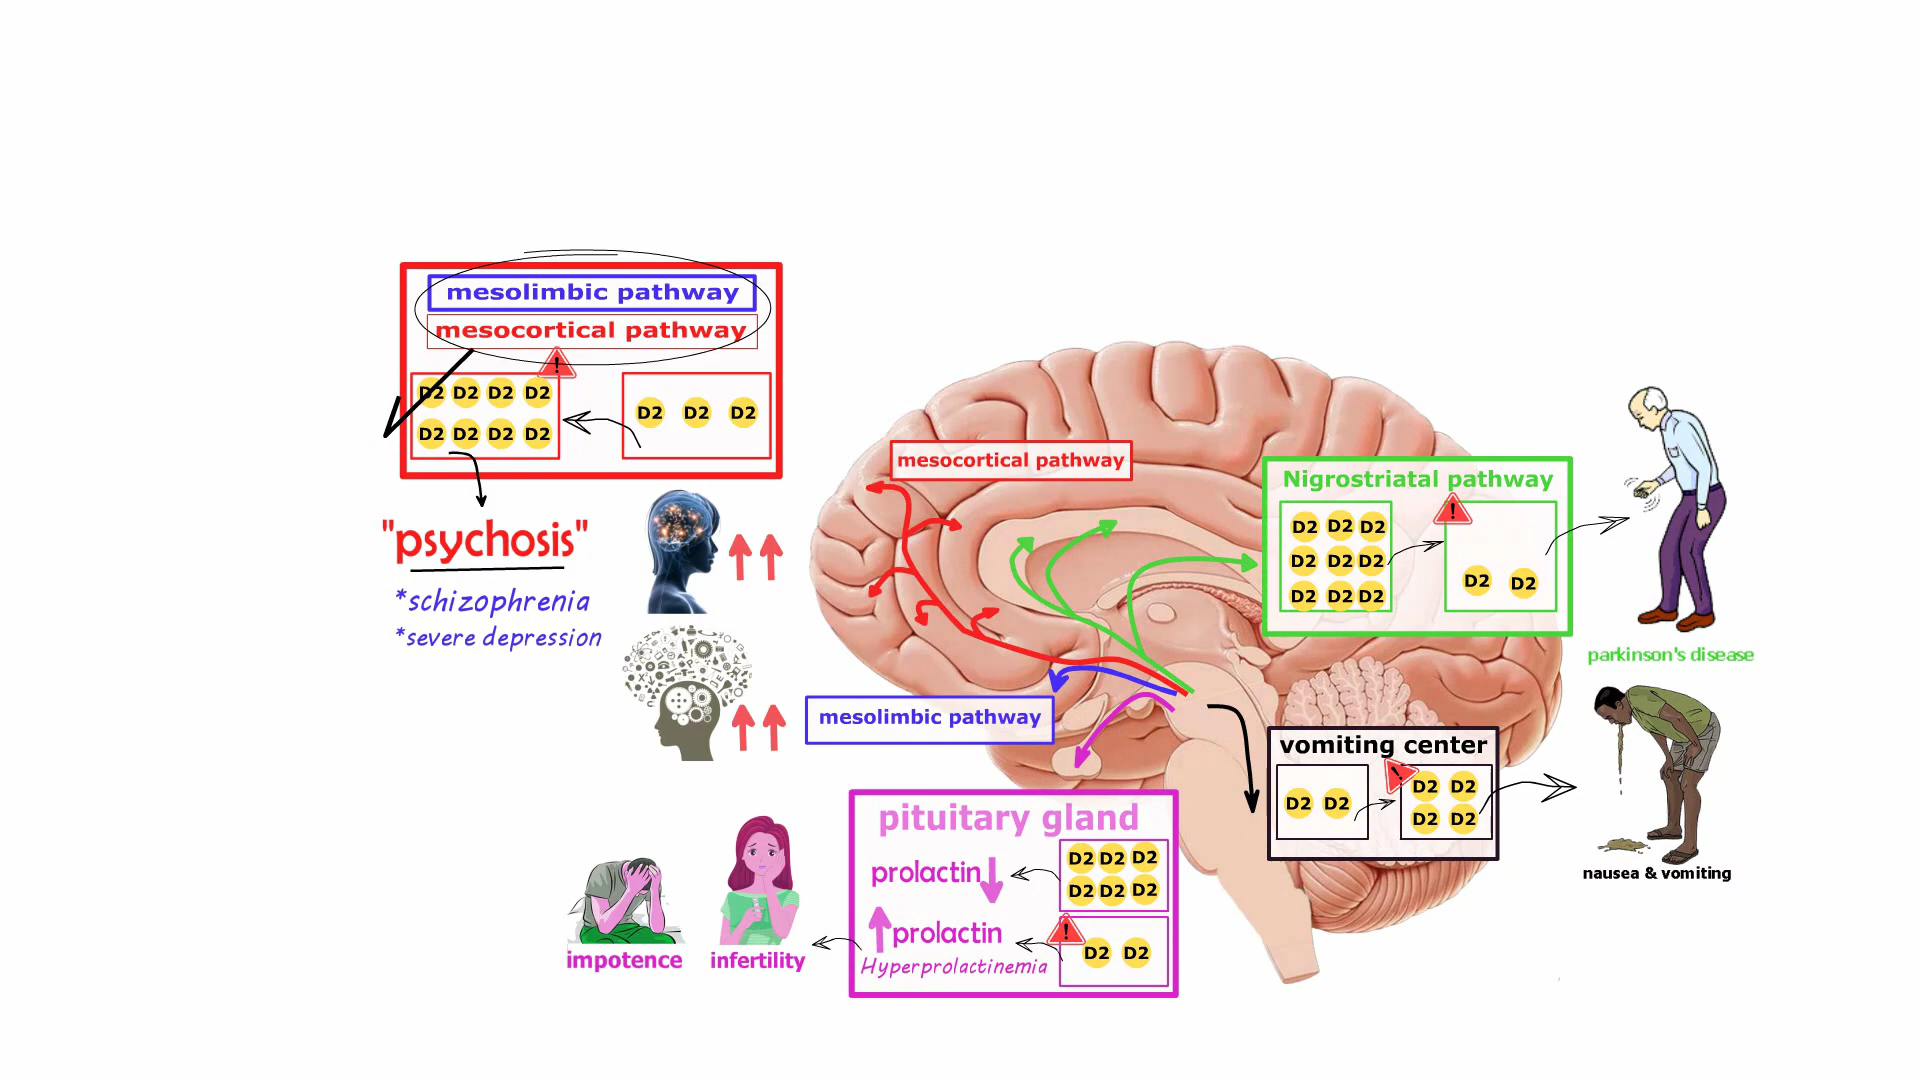 mesolimbic pathway
mesocortical pathway
!
D2 D2 D2 D2
D2 D2 D2 D2
D2 D2 D2
"psychosis"
*schizophrenia
*severe depression
mesocortical pathway
mesolimbic pathway
Nigrostriatal pathway
!
D2 D2 D2
D2 D2 D2
D2 D2 D2
D2 D2
parkinson's disease
vomiting center
!
D2 D2
D2 D2
D2 D2
nausea & vomiting
pituitary gland
prolactin
D2 D2 D2
D2 D2 D2
prolactin
!
D2 D2
Hyperprolactinemia
impotence
infertility